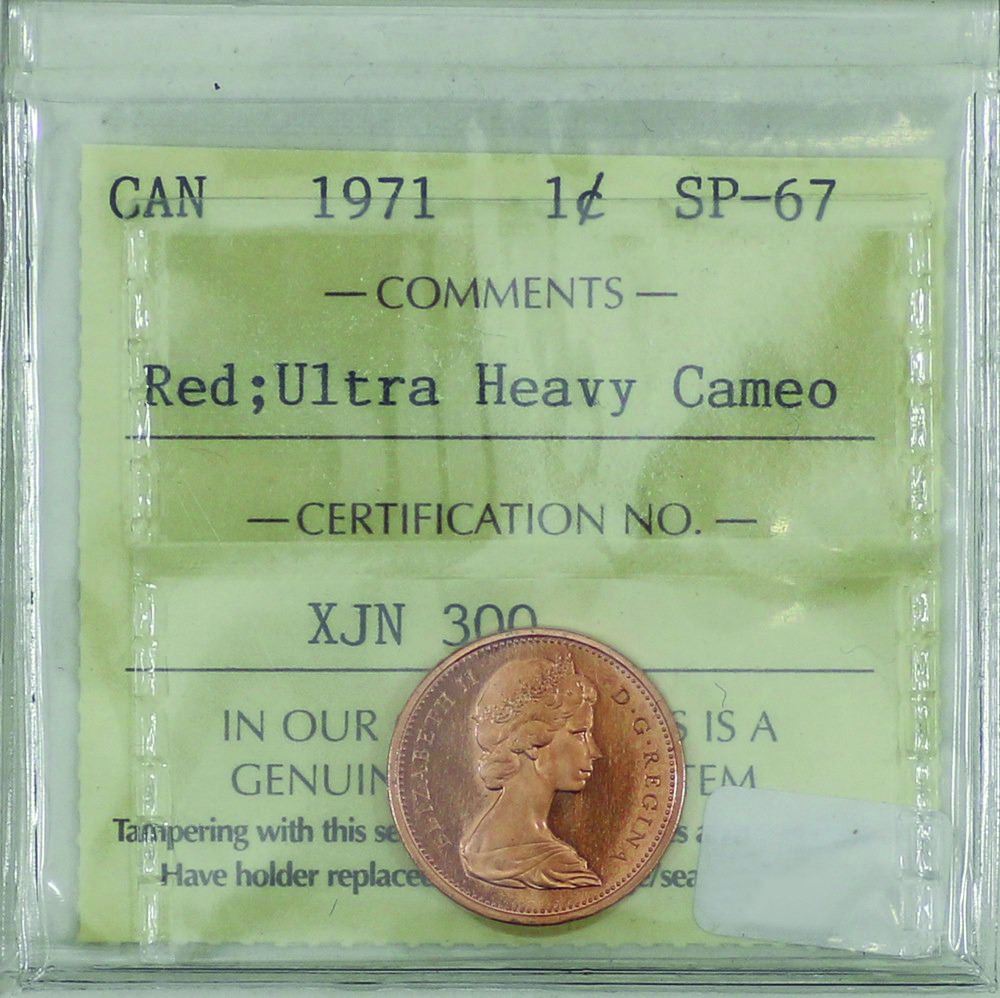 CAN 1971 1¢ SP-67
— COMMENTS —
Red;Ultra Heavy Cameo
— CERTIFICATION NO. —
XJN 300
IN OUR S IS A
GENUIN TEM
Tampering with this se s a
Have holder replaced e/sea
ELIZABETH II D·G·REGINA